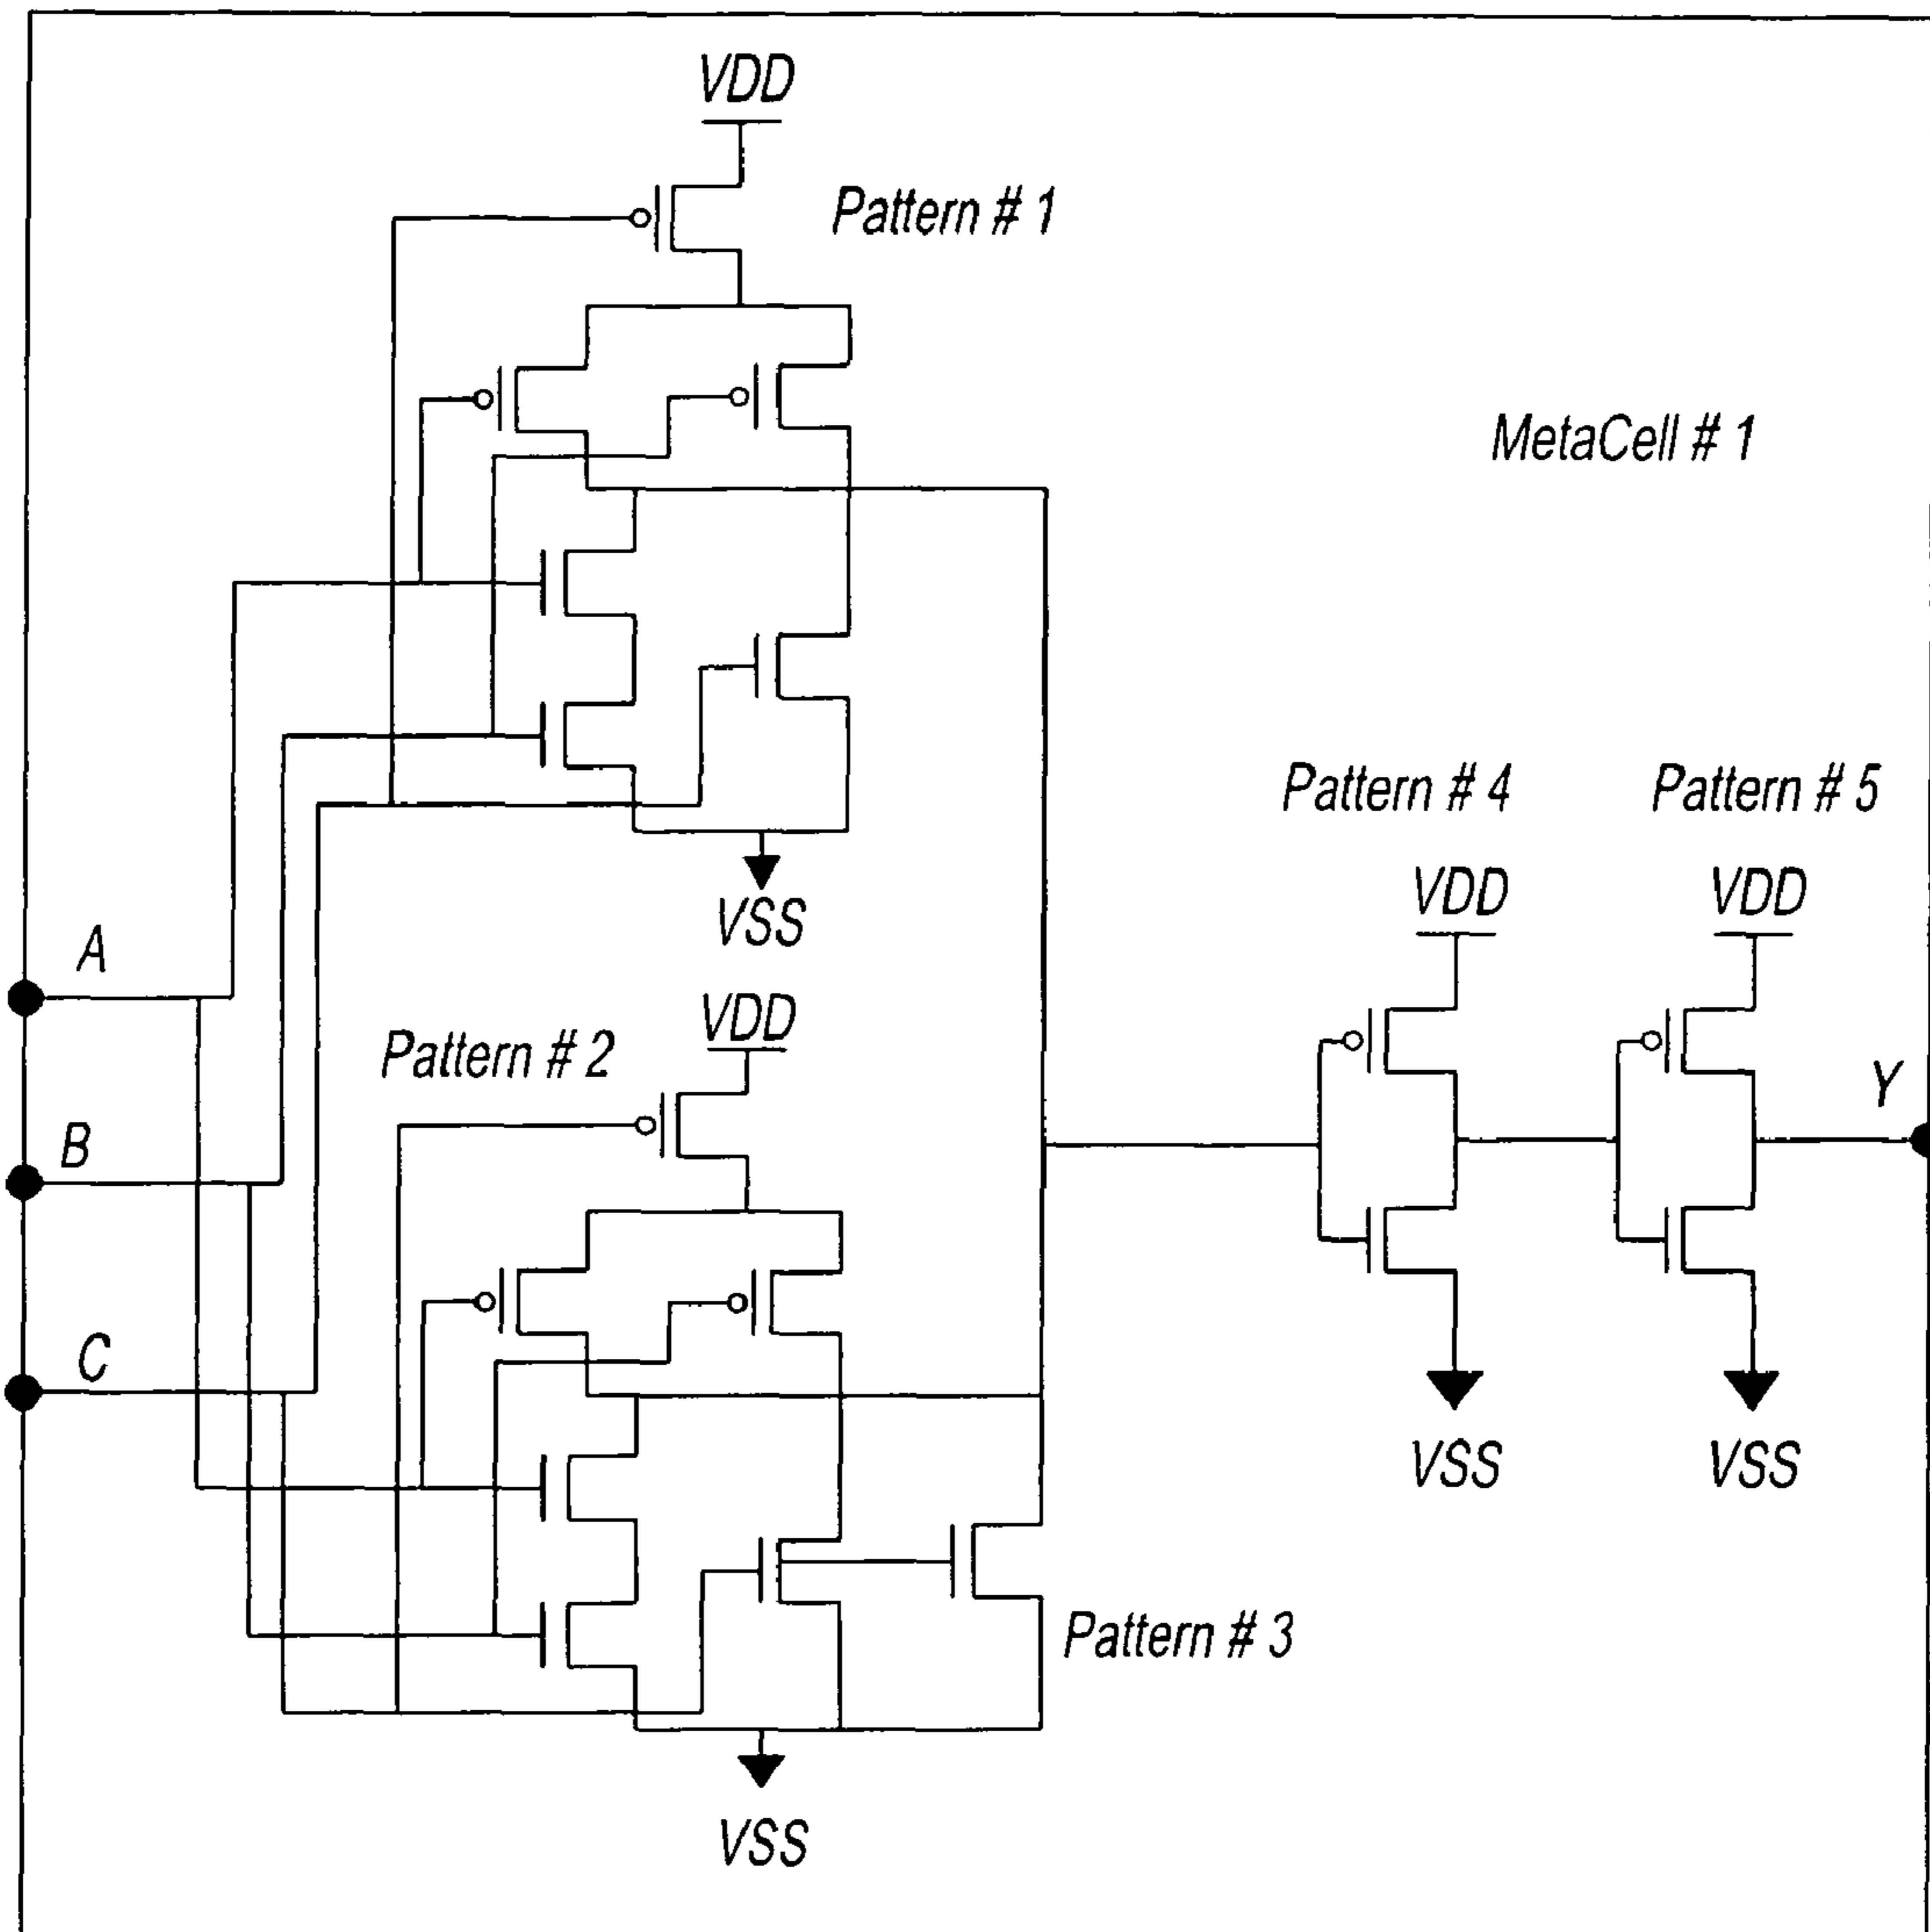 VDD
Pattern # 1
MetaCell # 1
Pattern # 4
Pattern # 5
VDD
VDD
VSS
A
VDD
Pattern # 2
Y
B
C
VSS
VSS
Pattern # 3
VSS